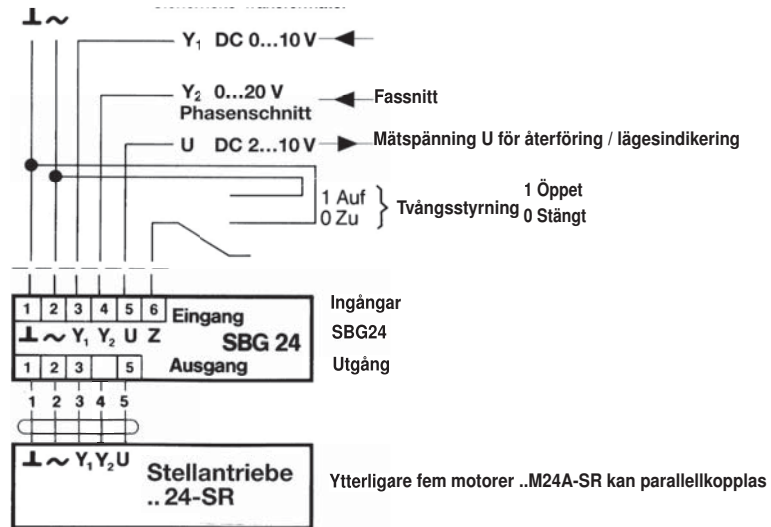 ⊥ ~
Y₁ DC 0...10 V
Y₂ 0...20 V
Phasenschnitt
Fassnitt
U DC 2...10 V
Mätspänning U för återföring / lägesindikering
1 Auf
0 Zu
Tvångsstyrning
1 Öppet
0 Stängt
1 2 3 4 5 6 Eingang
⊥ ~ Y₁ Y₂ U Z
SBG 24
1 2 3 5 Ausgang
Ingångar
SBG24
Utgång
1 2 3 4 5
⊥ ~ Y₁ Y₂ U
Stellantriebe
.. 24-SR
Ytterligare fem motorer ..M24A-SR kan parallellkopplas